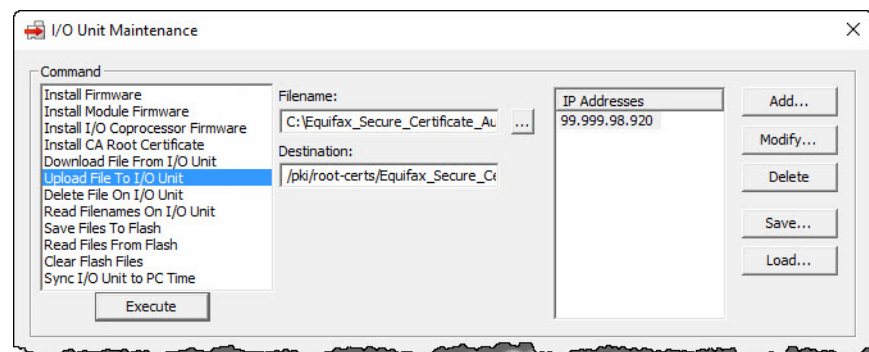 I/O Unit Maintenance
Command
Install Firmware
Install Module Firmware
Install I/O Coprocessor Firmware
Install CA Root Certificate
Download File From I/O Unit
Upload File To I/O Unit
Delete File On I/O Unit
Read Filenames On I/O Unit
Save Files To Flash
Read Files From Flash
Clear Flash Files
Sync I/O Unit to PC Time
Execute
Filename:
C:\Equifax_Secure_Certificate_Au
...
Destination:
/pki/root-certs/Equifax_Secure_Ce
IP Addresses
99.999.98.920
Add...
Modify...
Delete
Save...
Load...